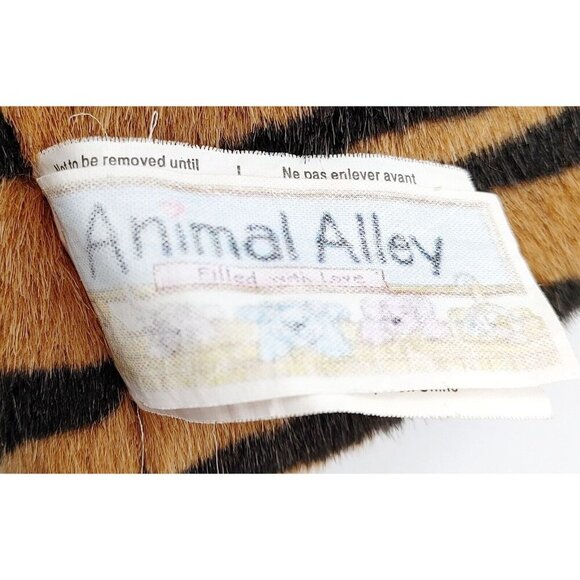 Not to be removed until
Ne pas enlever avant
Animal Alley
Filled with Love